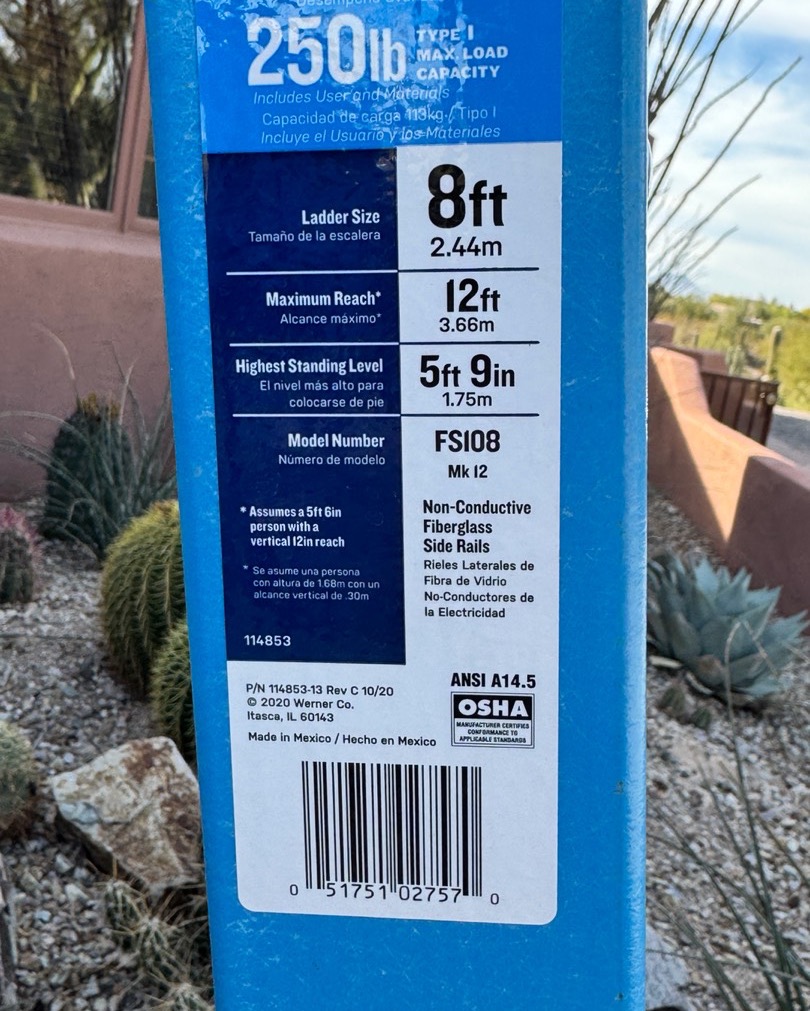 Desempeño
250lb TYPE I
MAX. LOAD
CAPACITY
Includes User and Materials
Capacidad de carga 113kg / Tipo I
Incluye el Usuario y los Materiales
Ladder Size
Tamaño de la escalera
8ft
2.44m
Maximum Reach*
Alcance máximo*
12ft
3.66m
Highest Standing Level
El nivel más alto para
colocarse de pie
5ft 9in
1.75m
Model Number
Número de modelo
FS108
Mk 12
* Assumes a 5ft 6in
person with a
vertical 12in reach
* Se asume una persona
con altura de 1.68m con un
alcance vertical de .30m
114853
Non-Conductive
Fiberglass
Side Rails
Rieles Laterales de
Fibra de Vidrio
No-Conductores de
la Electricidad
P/N 114853-13 Rev C 10/20
© 2020 Werner Co.
Itasca, IL 60143
Made in Mexico / Hecho en Mexico
ANSI A14.5
OSHA
MANUFACTURER CERTIFIES
CONFORMANCE TO
APPLICABLE STANDARDS
0 51751 02757 0